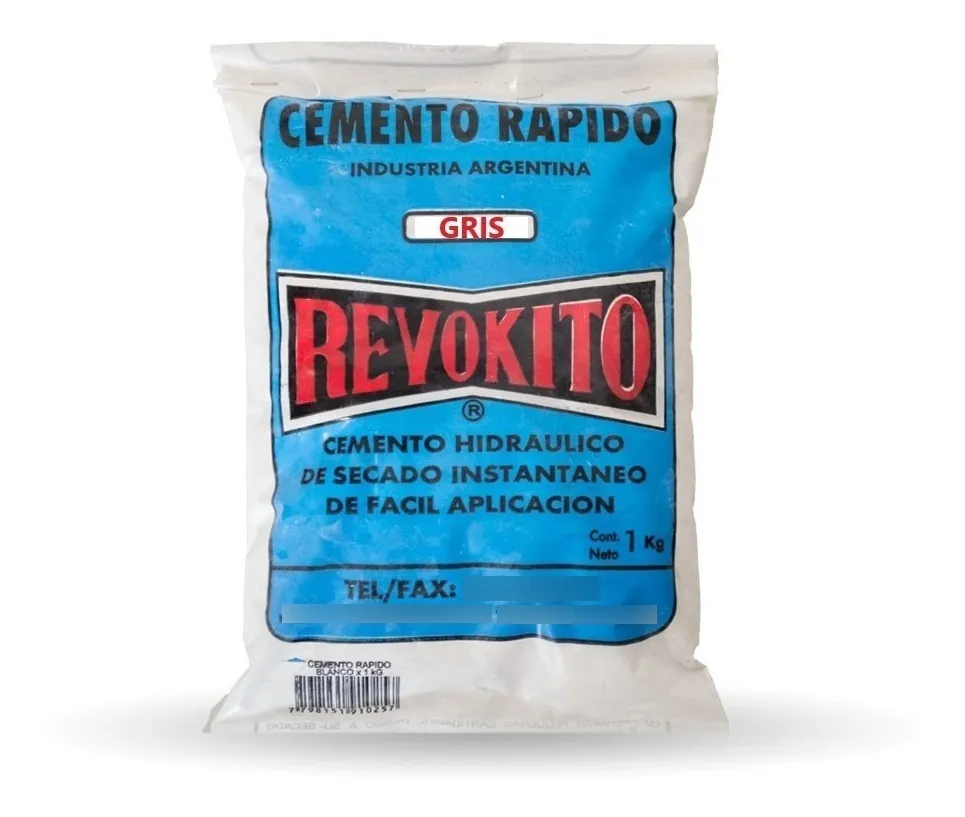 CEMENTO RAPIDO
INDUSTRIA ARGENTINA
GRIS
REVOKITO
®
CEMENTO HIDRAULICO
DE SECADO INSTANTANEO
DE FACIL APLICACION
Cont. Neto 1 Kg
TEL/FAX:
CEMENTO RAPIDO
BLANCO x 1 KG
7798151910257